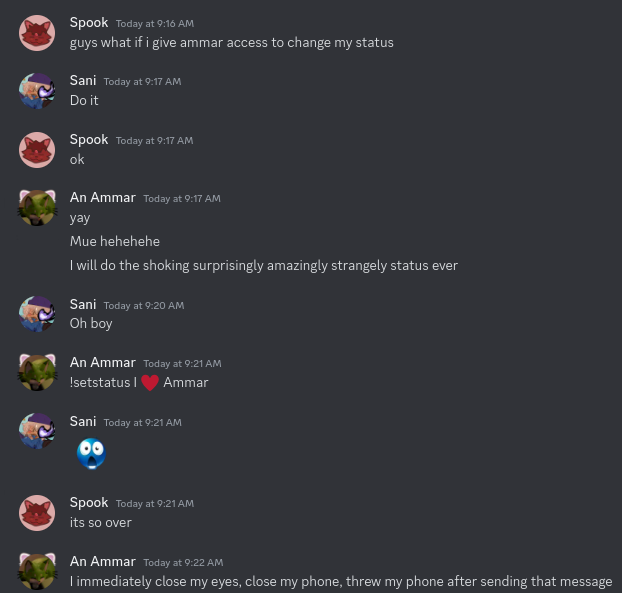 Spook Today at 9:16 AM
guys what if i give ammar access to change my status
Sani Today at 9:17 AM
Do it
Spook Today at 9:17 AM
ok
An Ammar Today at 9:17 AM
yay
Mue hehehehe
I will do the shoking surprisingly amazingly strangely status ever
Sani Today at 9:20 AM
Oh boy
An Ammar Today at 9:21 AM
!setstatus I ❤️ Ammar
Sani Today at 9:21 AM
Spook Today at 9:21 AM
its so over
An Ammar Today at 9:22 AM
I immediately close my eyes, close my phone, threw my phone after sending that message